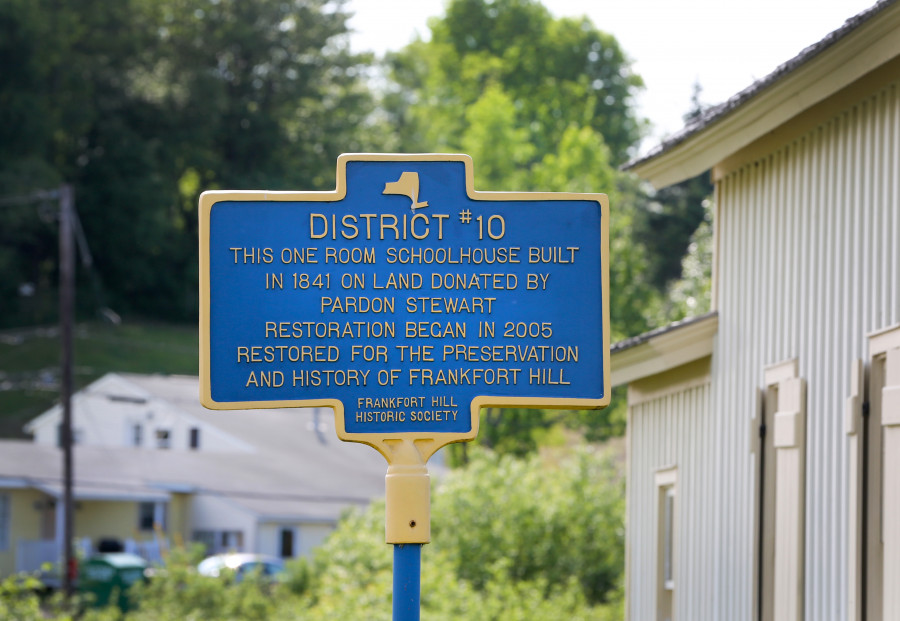 DISTRICT #10
THIS ONE ROOM SCHOOLHOUSE BUILT
IN 1841 ON LAND DONATED BY
PARDON STEWART
RESTORATION BEGAN IN 2005
RESTORED FOR THE PRESERVATION
AND HISTORY OF FRANKFORT HILL
FRANKFORT HILL
HISTORIC SOCIETY